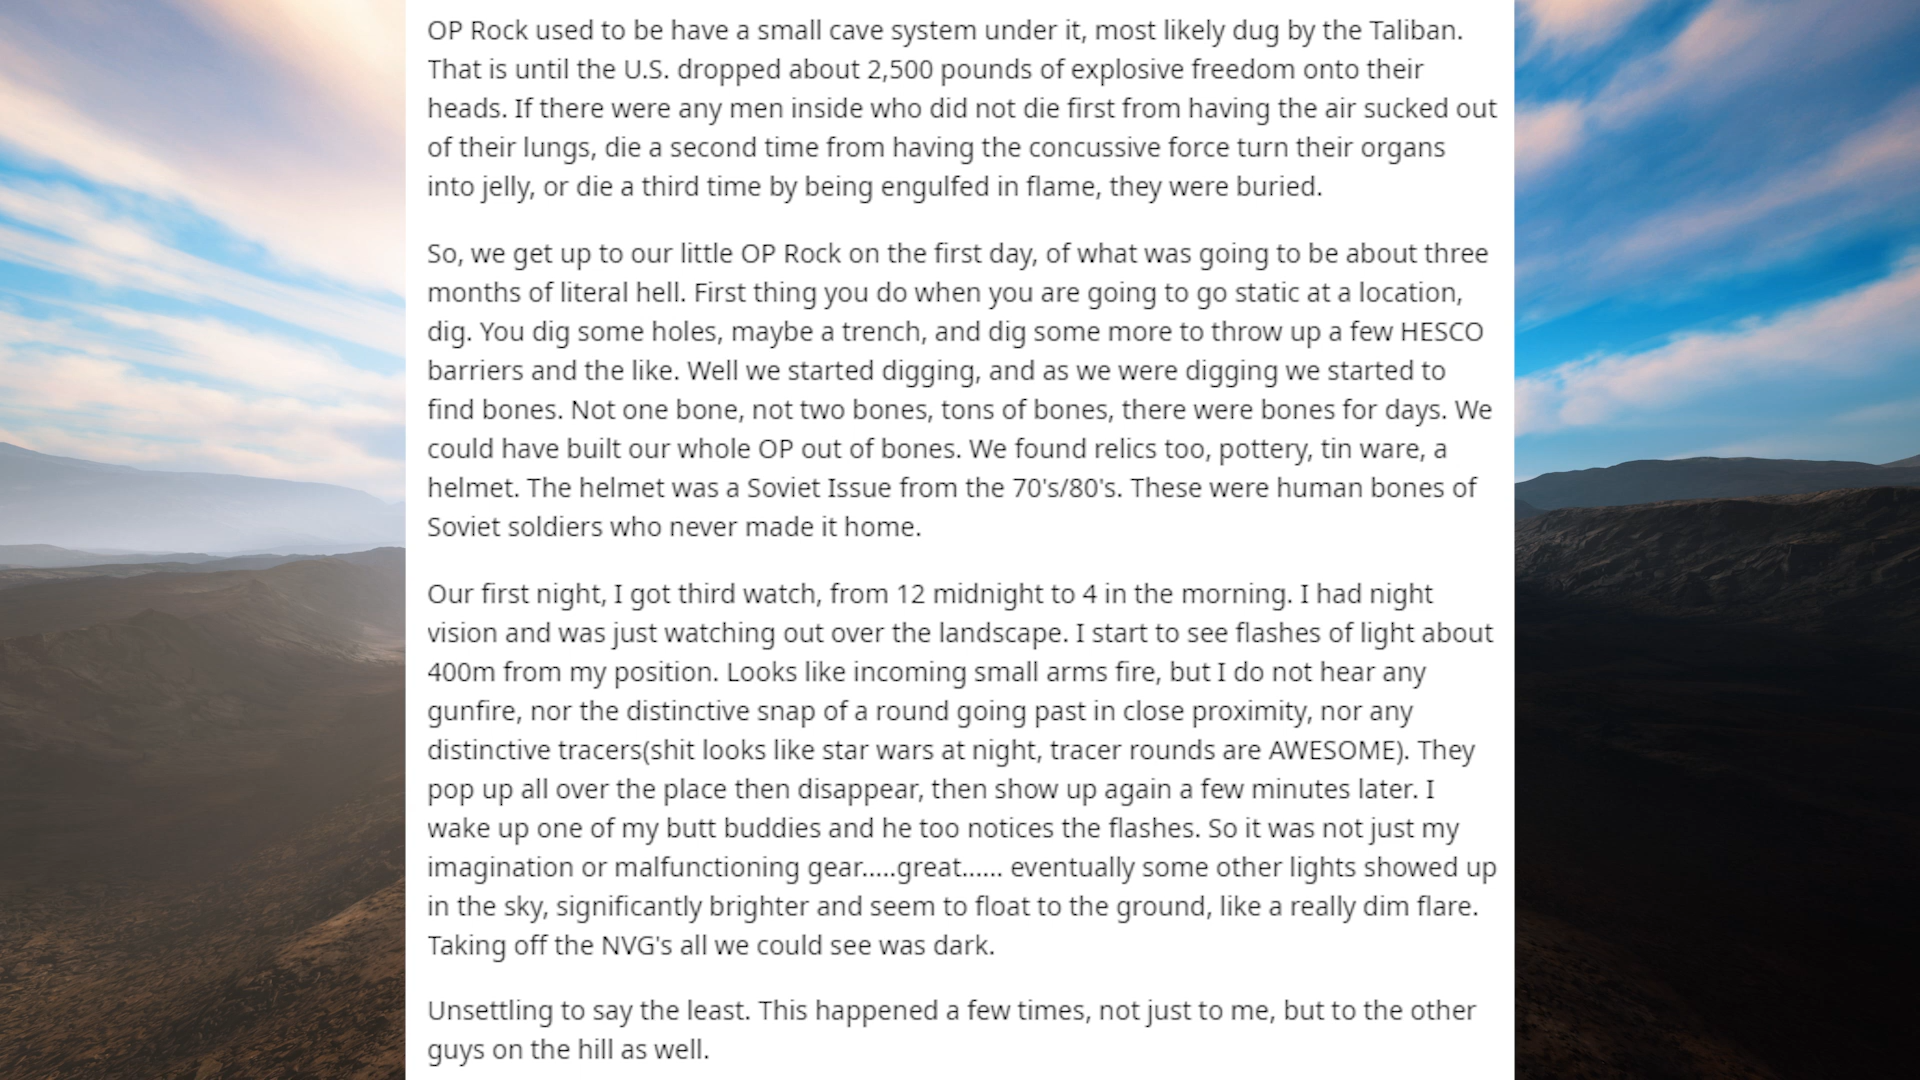 OP Rock used to be have a small cave system under it, most likely dug by the Taliban.
That is until the U.S. dropped about 2,500 pounds of explosive freedom onto their
heads. If there were any men inside who did not die first from having the air sucked out
of their lungs, die a second time from having the concussive force turn their organs
into jelly, or die a third time by being engulfed in flame, they were buried.
So, we get up to our little OP Rock on the first day, of what was going to be about three
months of literal hell. First thing you do when you are going to go static at a location,
dig. You dig some holes, maybe a trench, and dig some more to throw up a few HESCO
barriers and the like. Well we started digging, and as we were digging we started to
find bones. Not one bone, not two bones, tons of bones, there were bones for days. We
could have built our whole OP out of bones. We found relics too, pottery, tin ware, a
helmet. The helmet was a Soviet Issue from the 70's/80's. These were human bones of
Soviet soldiers who never made it home.
Our first night, I got third watch, from 12 midnight to 4 in the morning. I had night
vision and was just watching out over the landscape. I start to see flashes of light about
400m from my position. Looks like incoming small arms fire, but I do not hear any
gunfire, nor the distinctive snap of a round going past in close proximity, nor any
distinctive tracers(shit looks like star wars at night, tracer rounds are AWESOME). They
pop up all over the place then disappear, then show up again a few minutes later. I
wake up one of my butt buddies and he too notices the flashes. So it was not just my
imagination or malfunctioning gear.....great...... eventually some other lights showed up
in the sky, significantly brighter and seem to float to the ground, like a really dim flare.
Taking off the NVG's all we could see was dark.
Unsettling to say the least. This happened a few times, not just to me, but to the other
guys on the hill as well.